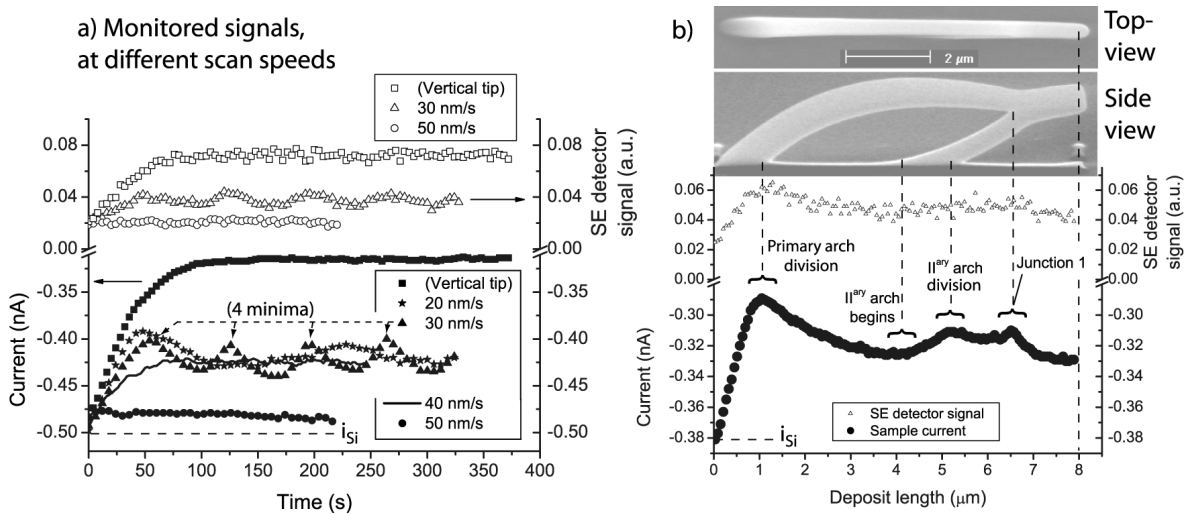 a) Monitored signals,
at different scan speeds
(Vertical tip)
30 nm/s
50 nm/s
0.08
0.04
0.00
0.08
0.04
0.00
SE detector
signal (a.u.)
(Vertical tip)
20 nm/s
30 nm/s
(4 minima)
40 nm/s
50 nm/s
iSi
-0.35
-0.40
-0.45
-0.50
-0.35
-0.40
-0.45
-0.50
Current (nA)
0 50 100 150 200 250 300 350 400
Time (s)
b)
Top-
view
2 µm
Side
view
0.06
0.04
0.02
0.00
0.06
0.04
0.02
0.00
SE detector
signal (a.u.)
Primary arch
division
IIary arch
begins
IIary arch
division
Junction 1
-0.30
-0.32
-0.34
-0.36
-0.38
-0.30
-0.32
-0.34
-0.36
-0.38
Current (nA)
iSi
SE detector signal
Sample current
0 1 2 3 4 5 6 7 8
Deposit length (µm)